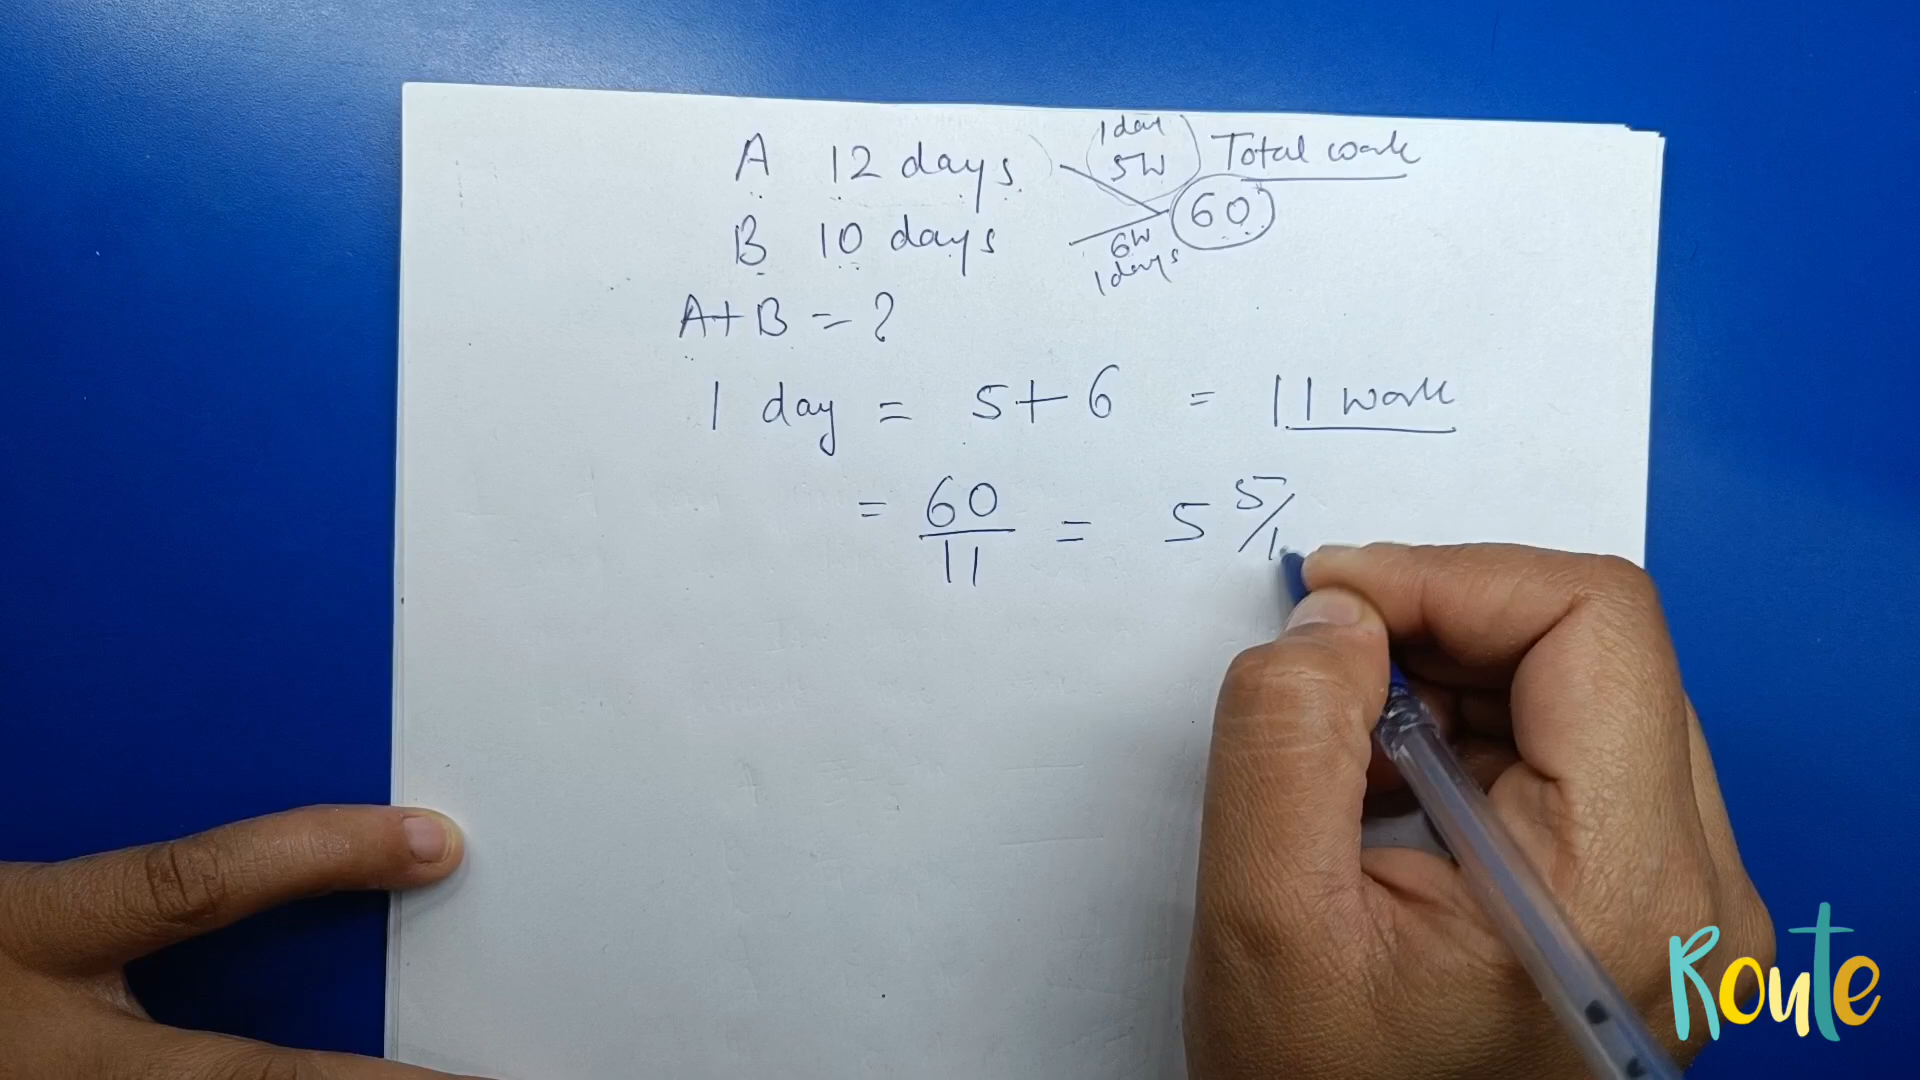 A 12 days 1 day 5W Total work
B 10 days 6W 1 days 60
A+B = ?
1 day = 5+6 = 11 work
= 60/11 = 5 5/1
Route